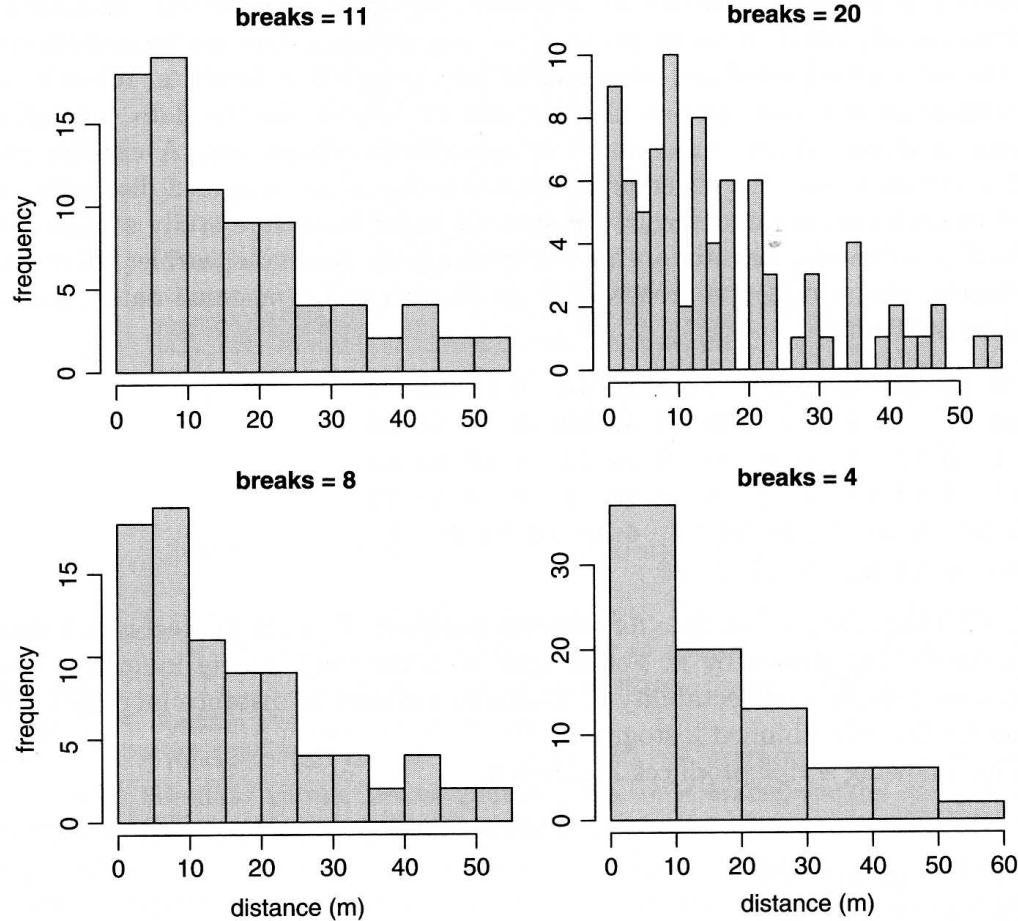 breaks = 11
frequency
0 5 10 15
0 10 20 30 40 50
breaks = 20
0 2 4 6 8 10
0 10 20 30 40 50
breaks = 8
frequency
0 5 10 15
0 10 20 30 40 50
distance (m)
breaks = 4
0 10 20 30
0 10 20 30 40 50 60
distance (m)